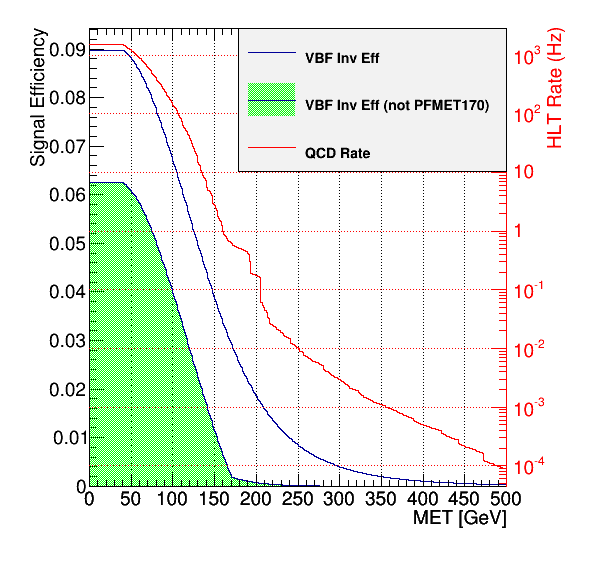 Signal Efficiency
HLT Rate (Hz)
VBF Inv Eff
VBF Inv Eff (not PFMET170)
QCD Rate
0.09
0.08
0.07
0.06
0.05
0.04
0.03
0.02
0.01
0
10³
10²
10
1
10⁻¹
10⁻²
10⁻³
10⁻⁴
0 50 100 150 200 250 300 350 400 450 500
MET [GeV]